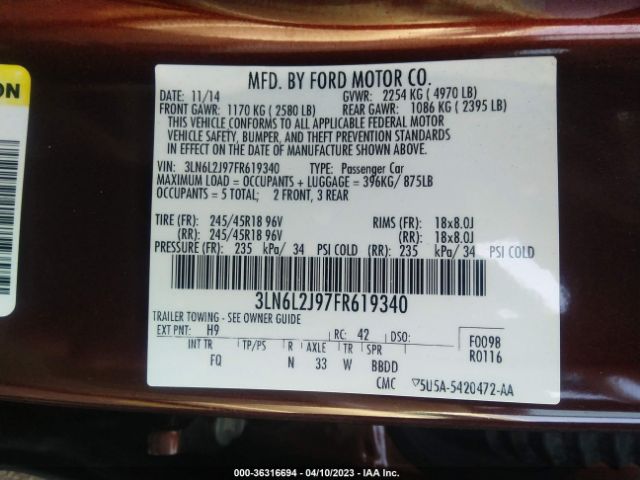 ON
MFD. BY FORD MOTOR CO.
DATE: 11/14 GVWR: 2254 KG ( 4970 LB)
FRONT GAWR: 1170 KG ( 2580 LB) REAR GAWR: 1086 KG ( 2395 LB)
THIS VEHICLE CONFORMS TO ALL APPLICABLE FEDERAL MOTOR
VEHICLE SAFETY, BUMPER, AND THEFT PREVENTION STANDARDS
IN EFFECT ON THE DATE OF MANUFACTURE SHOWN ABOVE.
VIN: 3LN6L2J97FR619340 TYPE: Passenger Car
MAXIMUM LOAD = OCCUPANTS + LUGGAGE = 396KG/ 875LB
OCCUPANTS = 5 TOTAL; 2 FRONT, 3 REAR
TIRE (FR): 245/45R18 96V RIMS (FR): 18x8.0J
(RR): 245/45R18 96V (RR): 18x8.0J
PRESSURE (FR): 235 kPa/ 34 PSI COLD (RR): 235 kPa/ 34 PSI COLD
3LN6L2J97FR619340
TRAILER TOWING - SEE OWNER GUIDE
EXT PNT: H9 RC: 42 DSO:
F0098
R0116
INT TR TP/PS R AXLE TR SPR
FQ N 33 W BBDD
CMC ▽5U5A-5420472-AA
000-36316694 - 04/10/2023 - IAA Inc.